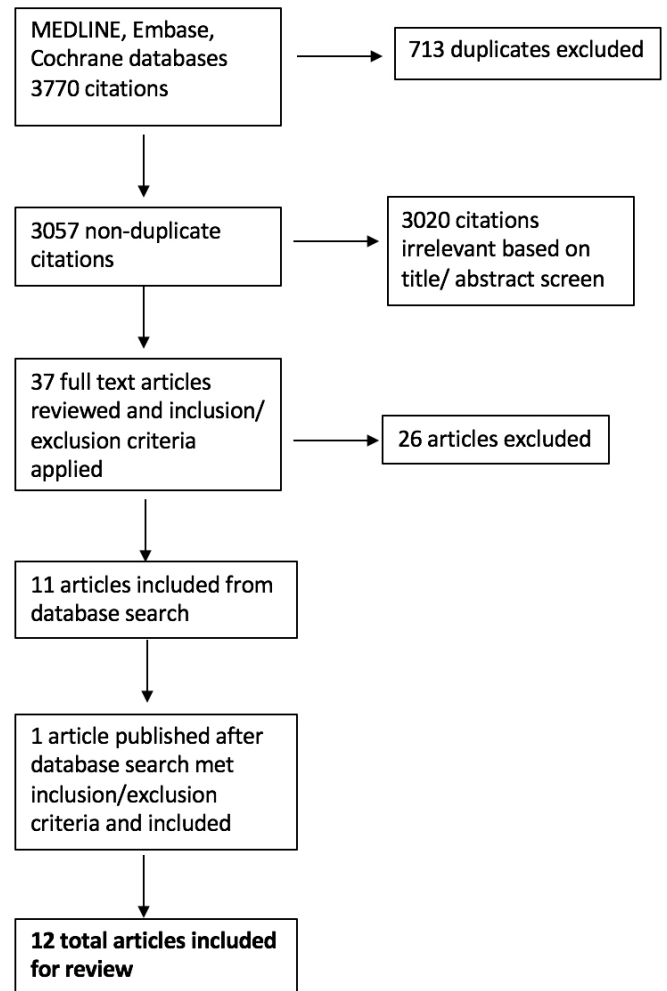 MEDLINE, Embase,
Cochrane databases
3770 citations
713 duplicates excluded
3057 non-duplicate
citations
3020 citations
irrelevant based on
title/ abstract screen
37 full text articles
reviewed and inclusion/
exclusion criteria
applied
26 articles excluded
11 articles included from
database search
1 article published after
database search met
inclusion/exclusion
criteria and included
12 total articles included
for review